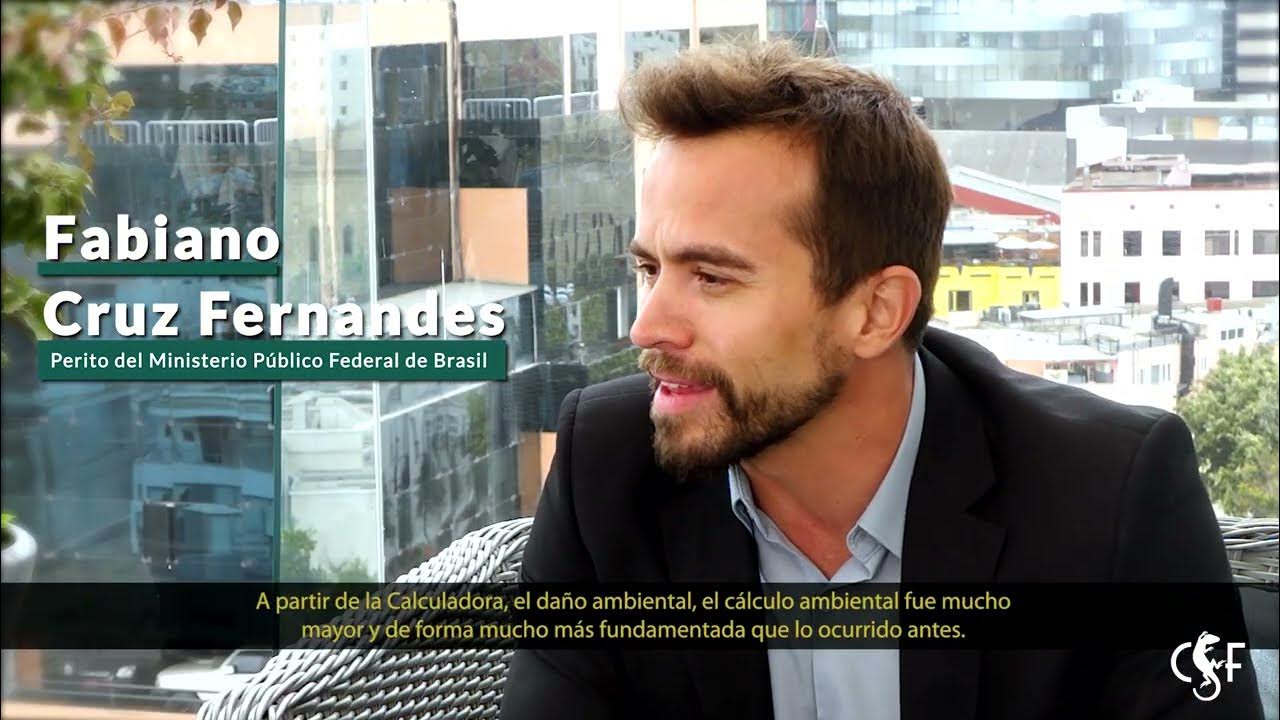 Fabiano
Cruz Fernandes
Perito del Ministerio Público Federal de Brasil
A partir de la Calculadora, el daño ambiental, el cálculo ambiental fue mucho
mayor y de forma mucho más fundamentada que lo ocurrido antes.
CSF